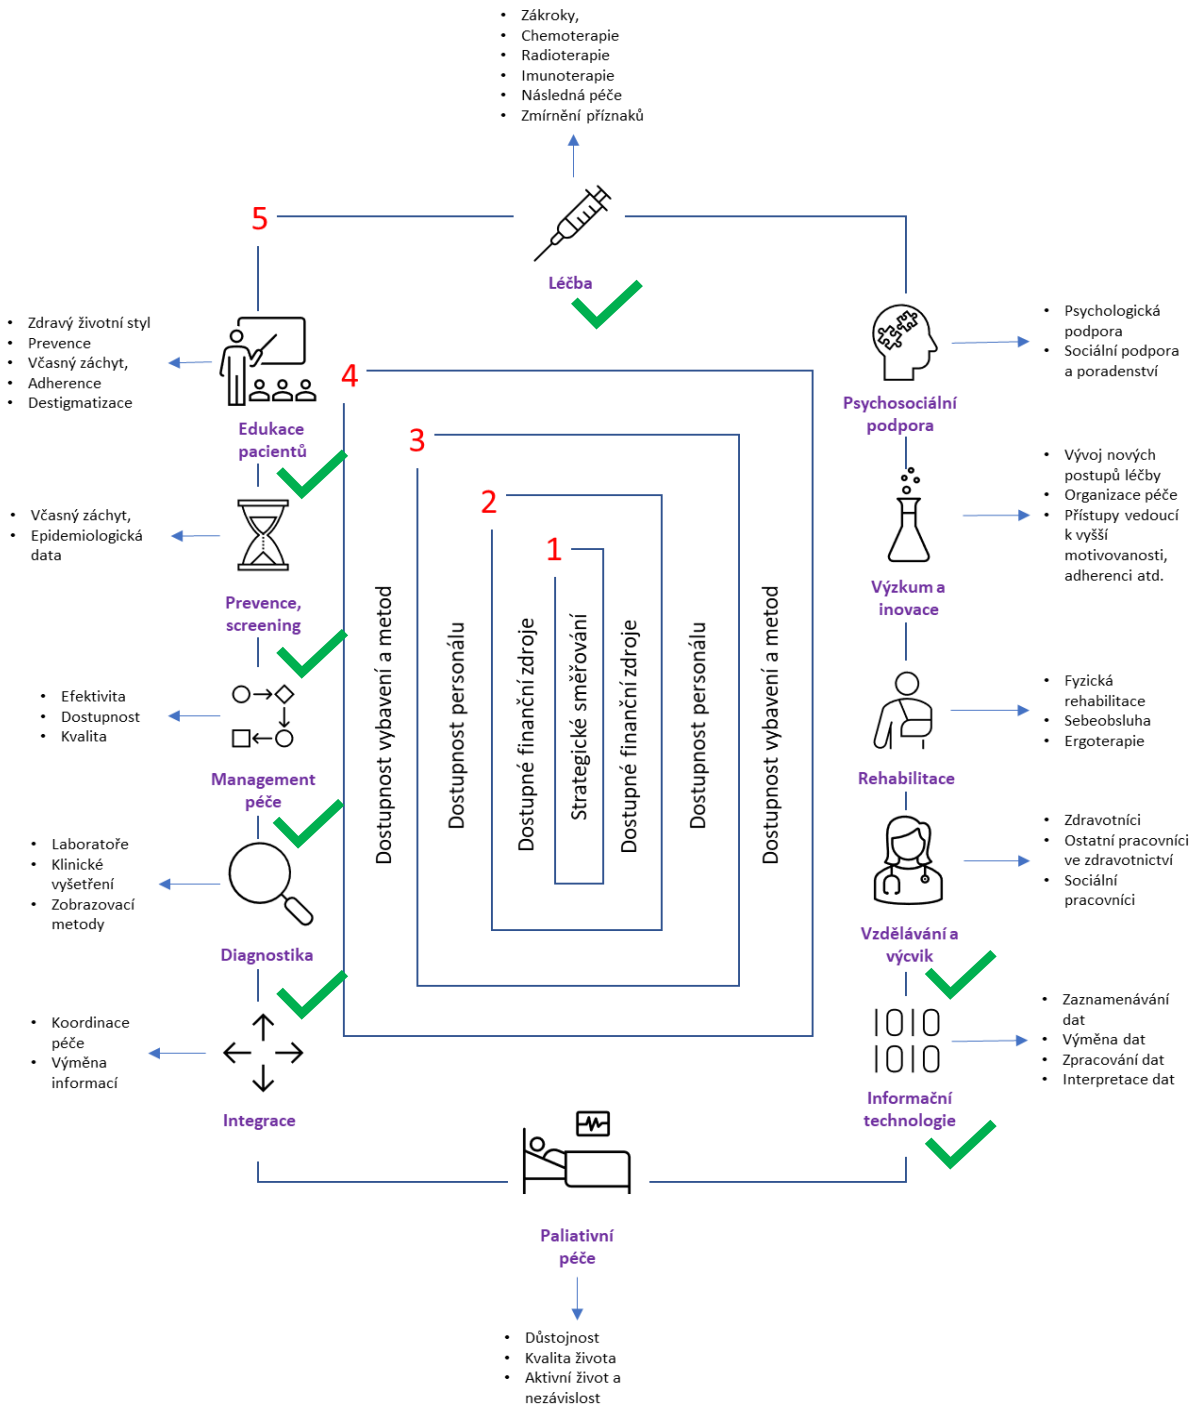 • Zákroky,
• Chemoterapie
• Radioterapie
• Imunoterapie
• Následná péče
• Zmírnění příznaků
5
Léčba
• Zdravý životní styl
• Prevence
• Včasný záchyt,
• Adherence
• Destigmatizace
Edukace
pacientů
• Včasný záchyt,
• Epidemiologická
data
Prevence,
screening
• Efektivita
• Dostupnost
• Kvalita
Management
péče
• Laboratoře
• Klinické
vyšetření
• Zobrazovací
metody
Diagnostika
• Koordinace
péče
• Výměna
informací
Integrace
4
3
2
1
Dostupnost vybavení a metod
Dostupnost personálu
Dostupné finanční zdroje
Strategické směřování
Dostupné finanční zdroje
Dostupnost personálu
Dostupnost vybavení a metod
Psychosociální
podpora
• Psychologická
podpora
• Sociální podpora
a poradenství
Výzkum a
inovace
• Vývoj nových
postupů léčby
• Organizace péče
• Přístupy vedoucí
k vyšší
motivovanosti,
adherenci atd.
Rehabilitace
• Fyzická
rehabilitace
• Sebeobsluha
• Ergoterapie
Vzdělávání a
výcvik
• Zdravotníci
• Ostatní pracovníci
ve zdravotnictví
• Sociální
pracovníci
1010
1010
Informační
technologie
• Zaznamenávání
dat
• Výměna dat
• Zpracování dat
• Interpretace dat
Paliativní
péče
• Důstojnost
• Kvalita života
• Aktivní život a
nezávislost